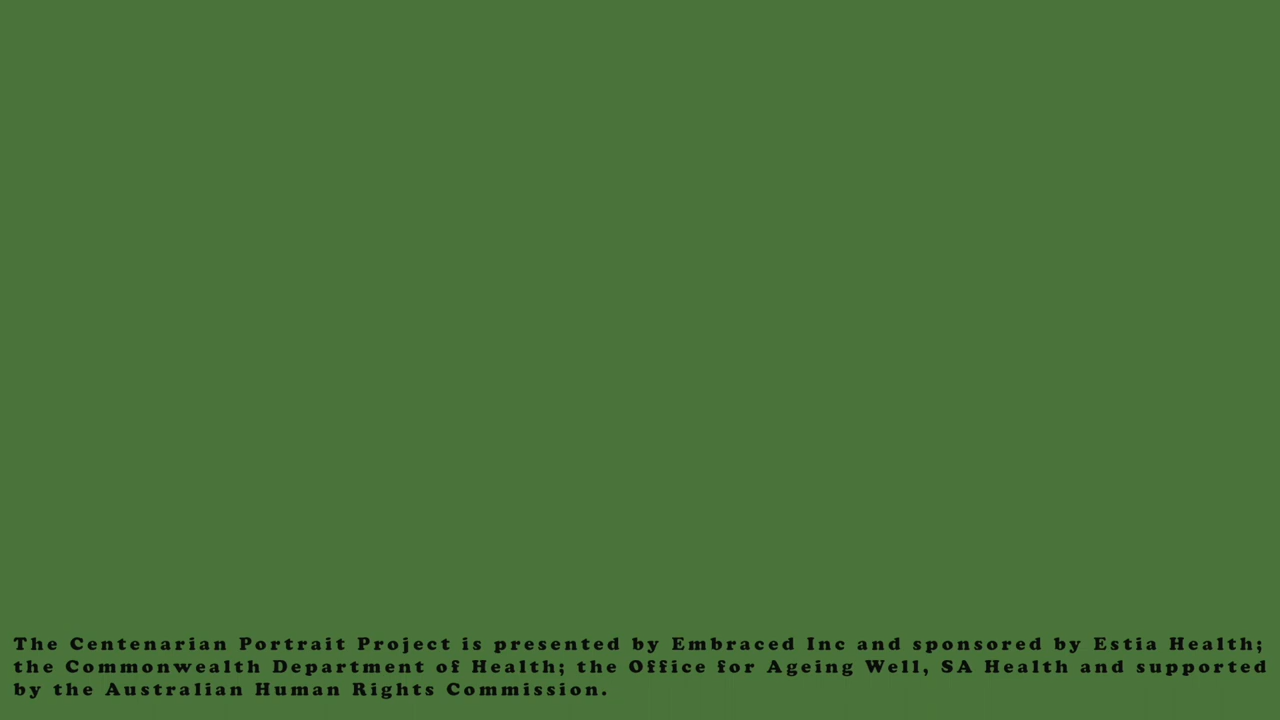 The Centenarian Portrait Project is presented by Embraced Inc and sponsored by Estia Health;
the Commonwealth Department of Health; the Office for Ageing Well, SA Health and supported
by the Australian Human Rights Commission.